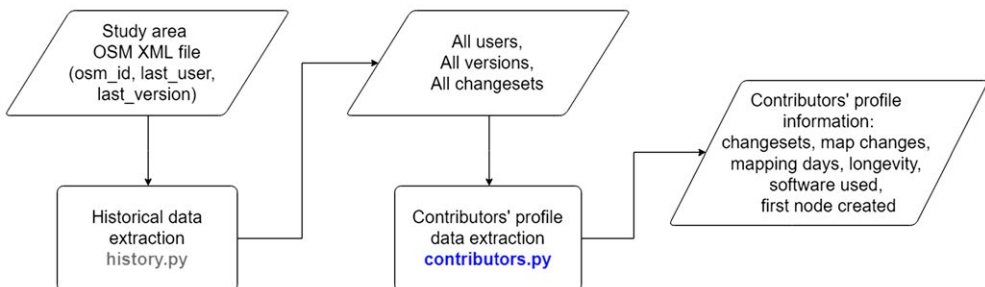 Study area
OSM XML file
(osm_id, last_user,
last_version)
Historical data
extraction
history.py
All users,
All versions,
All changesets
Contributors' profile
data extraction
contributors.py
Contributors' profile
information:
changesets, map changes,
mapping days, longevity,
software used,
first node created